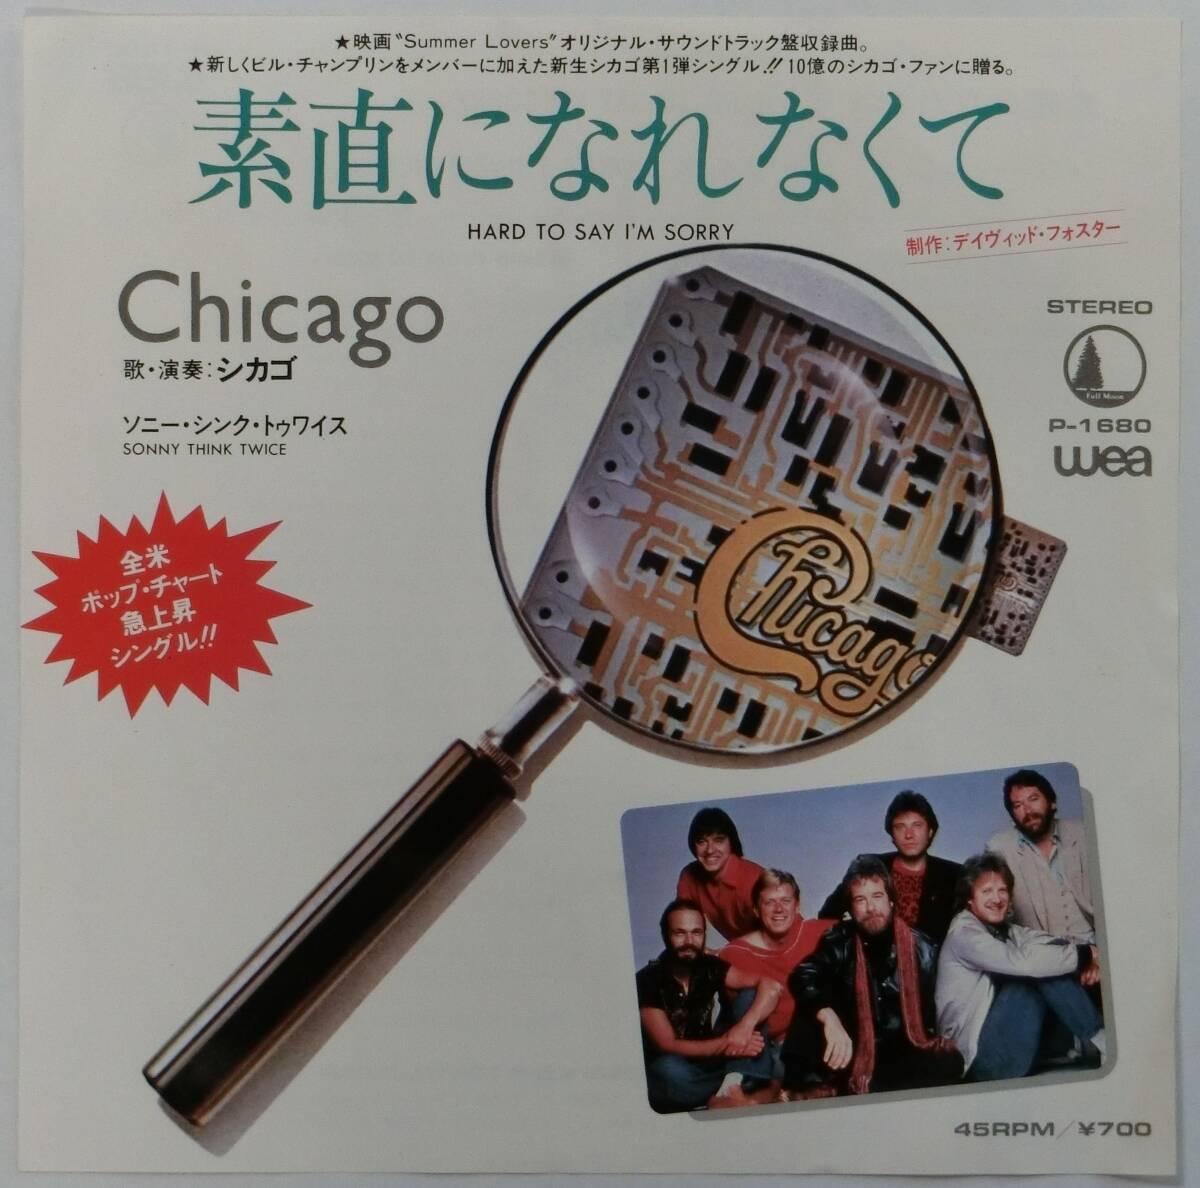 ★映画“Summer Lovers”オリジナル・サウンドトラック盤収録曲。
★新しくビル・チャンプリンをメンバーに加えた新生シカゴ第1弾シングル!! 10億のシカゴ・ファンに贈る。
素直になれなくて
HARD TO SAY I'M SORRY
制作:デイヴィッド・フォスター
Chicago
歌・演奏:シカゴ
ソニー・シンク・トゥワイス
SONNY THINK TWICE
STEREO
Full Moon
P-1680
wea
全米
ポップ・チャート
急上昇
シングル!!
Chicago
45RPM/¥700